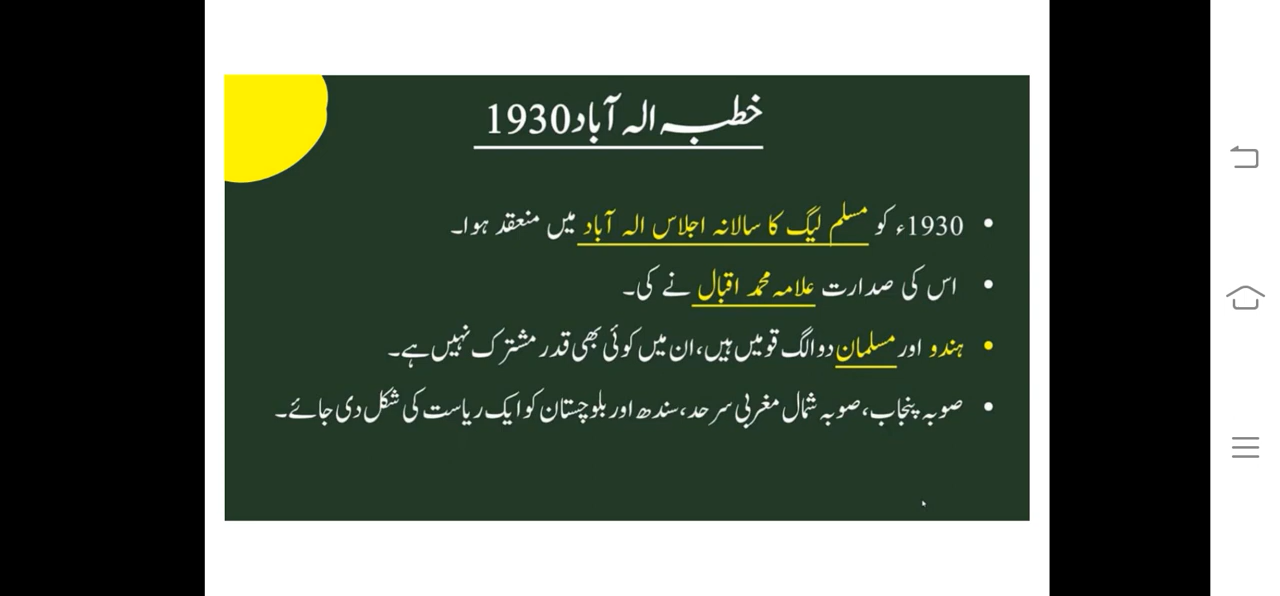 خطبہ الہ آباد 1930
• 1930ء کو مسلم لیگ کا سالانہ اجلاس الہ آباد میں منعقد ہوا۔
• اس کی صدارت علامہ محمد اقبال نے کی۔
• ہندو اور مسلمان دو الگ قومیں ہیں، ان میں کوئی بھی قدر مشترک نہیں ہے۔
• صوبہ پنجاب، صوبہ شمال مغربی سرحد، سندھ اور بلوچستان کو ایک ریاست کی شکل دی جائے۔